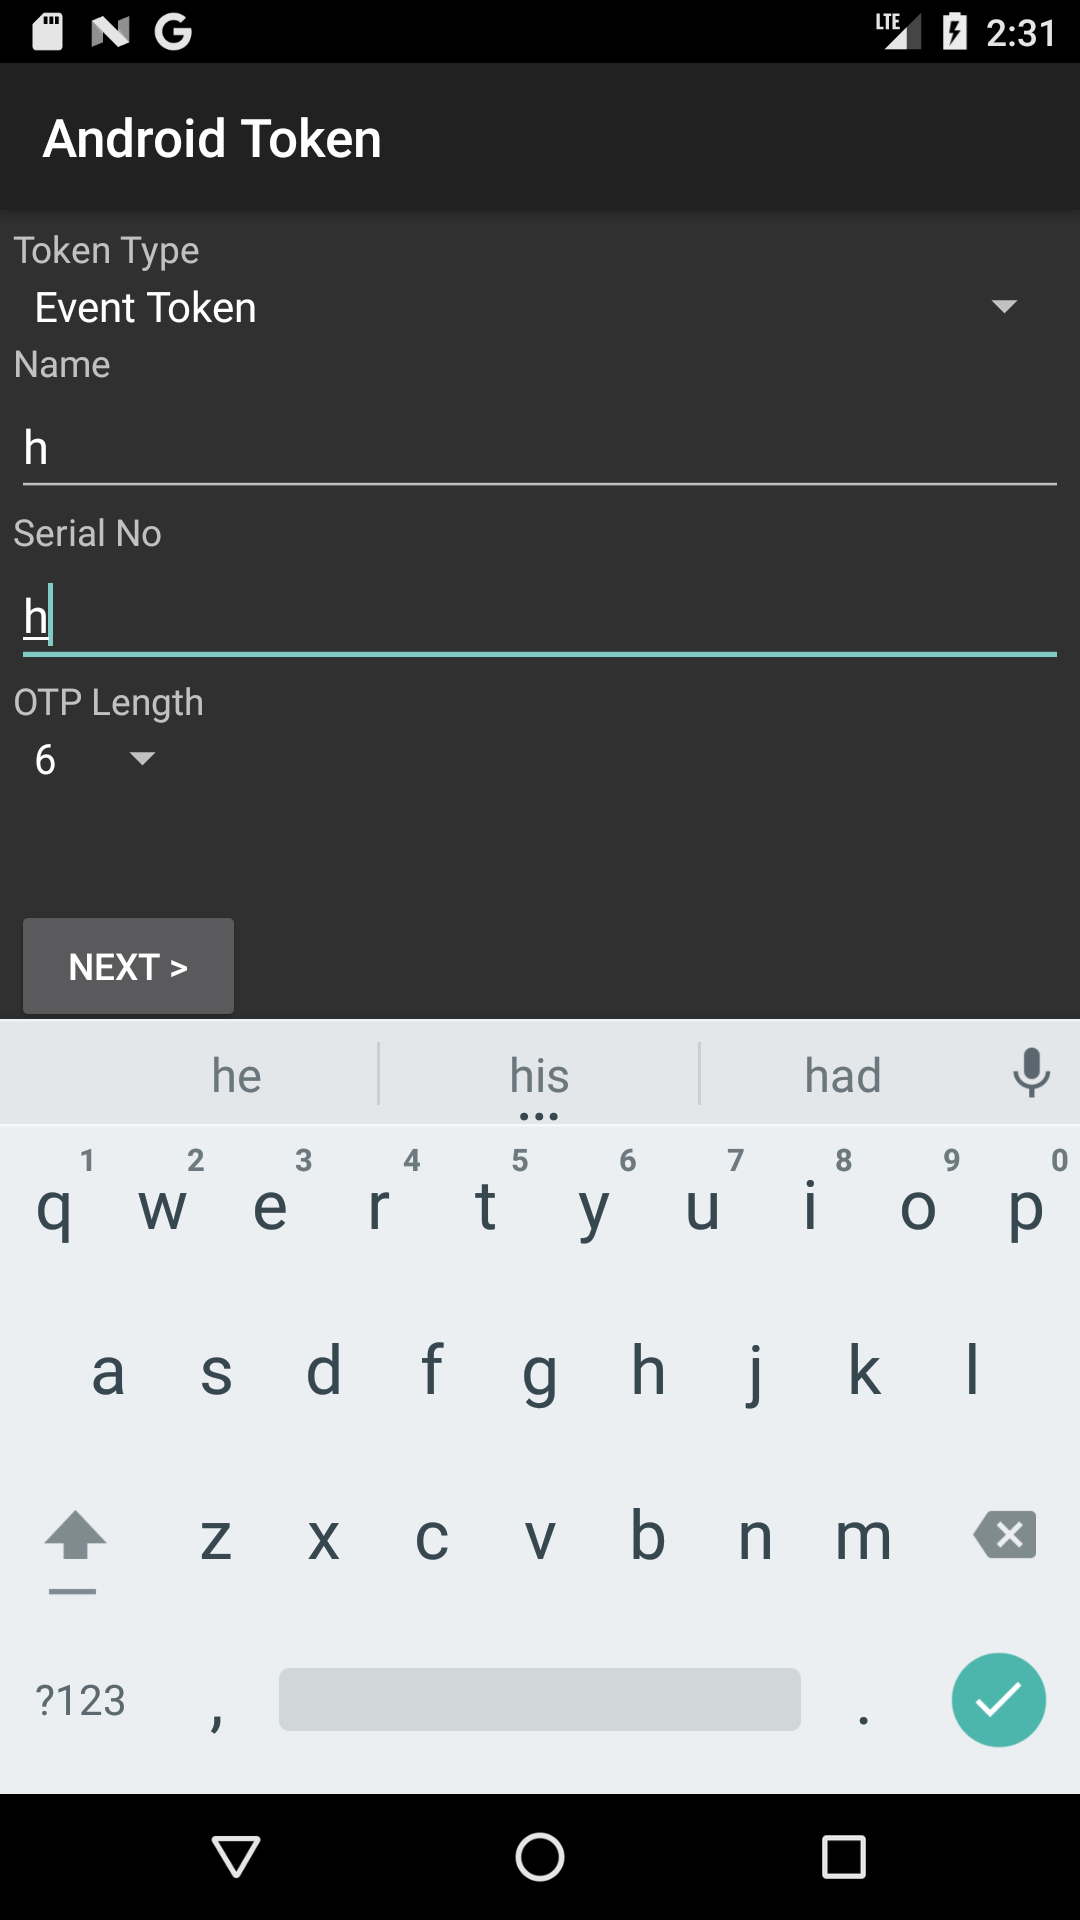 LTE 2:31
Android Token
Token Type
Event Token
Name
h
Serial No
h
OTP Length
6
NEXT >
he his had
1 2 3 4 5 6 7 8 9 0
q w e r t y u i o p
a s d f g h j k l
z x c v b n m
?123 , .